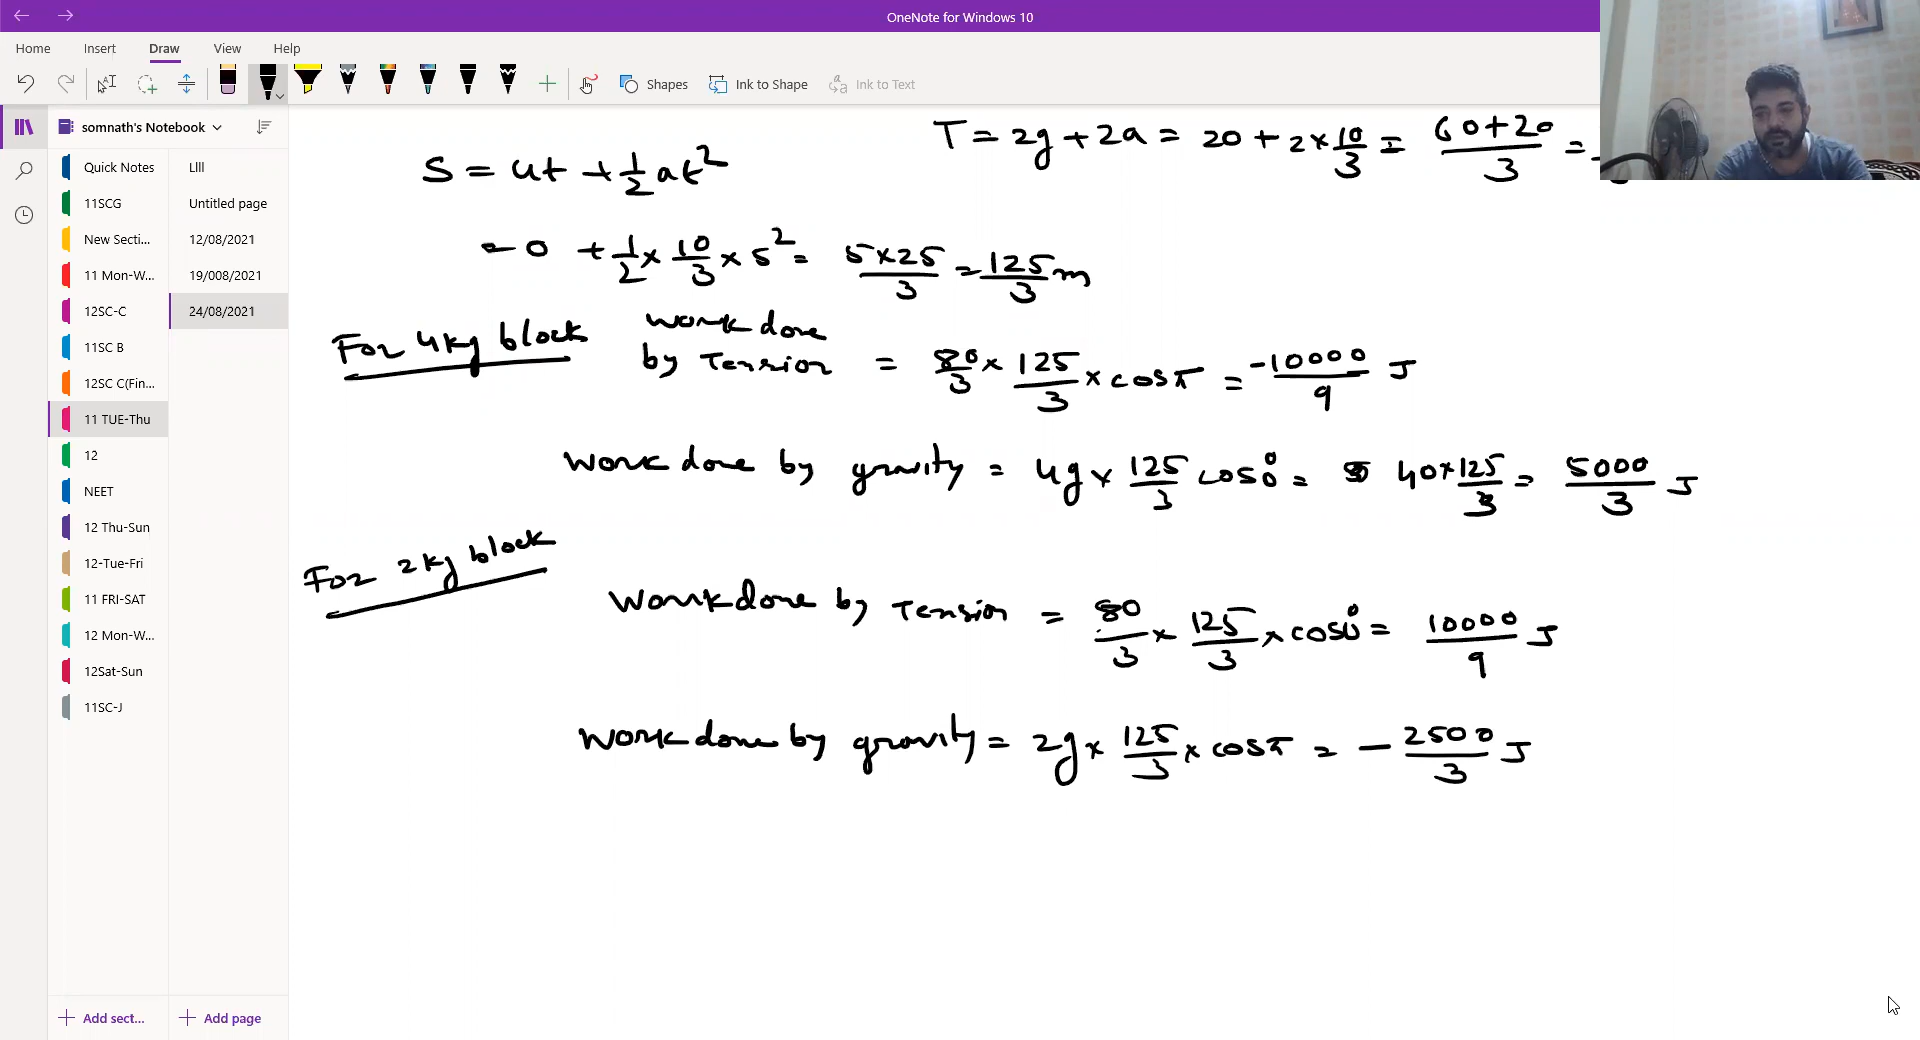 OneNote for Windows 10
Home Insert Draw View Help
Shapes Ink to Shape Ink to Text
somnath's Notebook
Quick Notes
11SCG
New Secti...
11 Mon-W...
12SC-C
11SC B
12SC C(Fin...
11 TUE-Thu
12
NEET
12 Thu-Sun
12-Tue-Fri
11 FRI-SAT
12 Mon-W...
12Sat-Sun
11SC-J
Add sect...
Llll
Untitled page
12/08/2021
19/008/2021
24/08/2021
Add page
T = 2g + 2a = 20 + 2 × 10/3 = (60+20)/3 =
S = ut + 1/2 at²
= 0 + 1/2 × 10/3 × 5² = (5×25)/3 = 125/3 m
For 4kg block work done
by Tension = 80/3 × 125/3 × cosπ = -10000/9 J
Work done by gravity = 4g × 125/3 cos0° = 40×125/3 = 5000/3 J
For 2kg block
Work done by Tension = 80/3 × 125/3 × cos0° = 10000/9 J
Work done by gravity = 2g × 125/3 × cosπ = - 2500/3 J